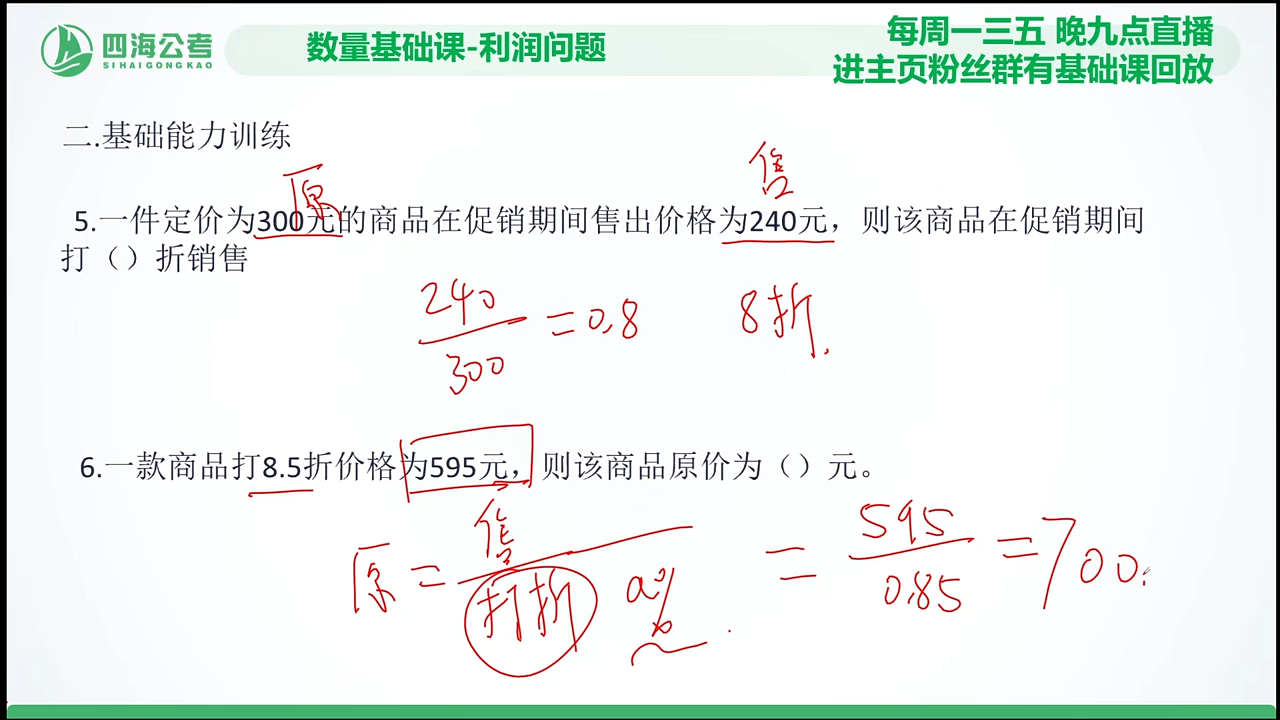 四海公考
SIHAIGONGKAO
数量基础课-利润问题
每周一三五 晚九点直播
进主页粉丝群有基础课回放
二.基础能力训练
原
售
5.一件定价为300元的商品在促销期间售出价格为240元，则该商品在促销期间
打（）折销售
240
300
=0.8
8折.
6.一款商品打8.5折价格为595元，则该商品原价为（）元。
原=
售
打折
a%
=
595
0.85
=700.